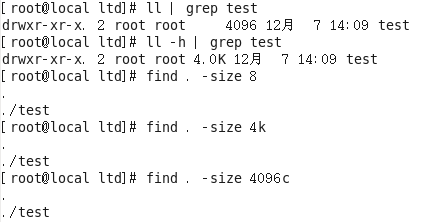 [root@local ltd]# ll | grep test
drwxr-xr-x. 2 root root    4096 12月  7 14:09 test
[root@local ltd]# ll -h | grep test
drwxr-xr-x. 2 root root 4.0K 12月  7 14:09 test
[root@local ltd]# find . -size 8
.
./test
[root@local ltd]# find . -size 4k
.
./test
[root@local ltd]# find . -size 4096c
.
./test